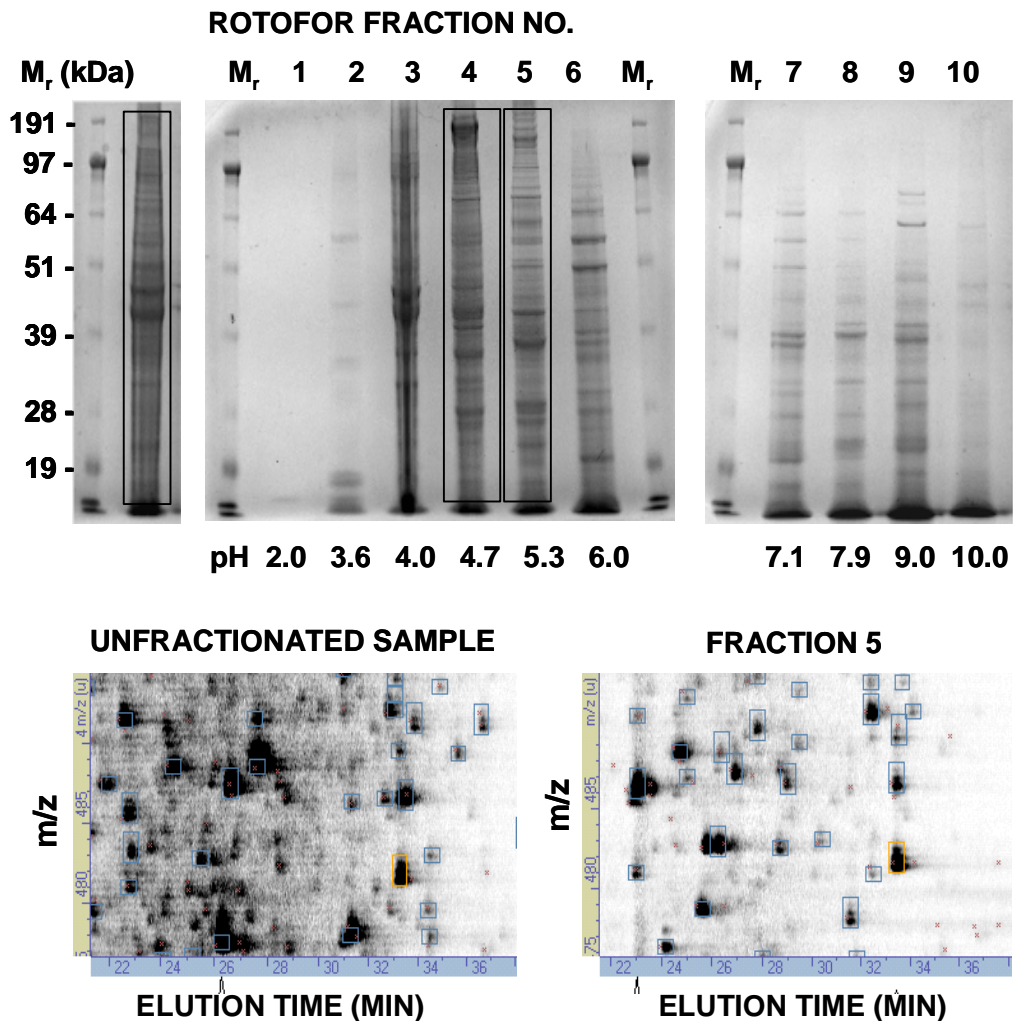 ROTOFOR FRACTION NO.
Mr (kDa) Mr 1 2 3 4 5 6 Mr Mr 7 8 9 10
191 -
97 -
64 -
51 -
39 -
28 -
19 -
pH 2.0 3.6 4.0 4.7 5.3 6.0 7.1 7.9 9.0 10.0
UNFRACTIONATED SAMPLE FRACTION 5
4 m/z [u] m/z [u]
485 485
480 480
75
m/z m/z
22 24 26 28 30 32 34 36 22 24 26 28 30 32 34 36
ELUTION TIME (MIN) ELUTION TIME (MIN)